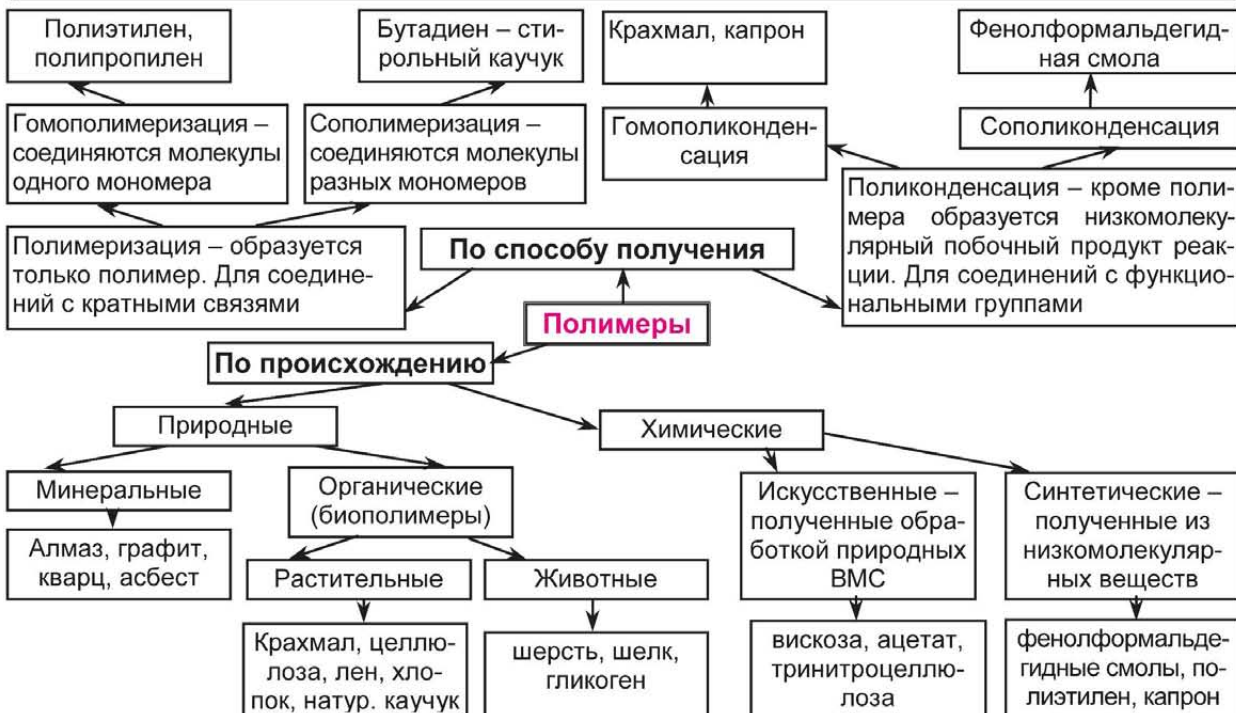 Полиэтилен,
полипропилен
Бутадиен – сти-
рольный каучук
Крахмал, капрон
Фенолформальдегид-
ная смола
Гомополимеризация –
соединяются молекулы
одного мономера
Сополимеризация –
соединяются молекулы
разных мономеров
Гомополиконден-
сация
Сополиконденсация
Полимеризация – образуется
только полимер. Для соедине-
ний с кратными связями
По способу получения
Поликонденсация – кроме поли-
мера образуется низкомолеку-
лярный побочный продукт реак-
ции. Для соединений с функцио-
нальными группами
Полимеры
По происхождению
Природные
Химические
Минеральные
Органические
(биополимеры)
Искусственные –
полученные обра-
боткой природных
ВМС
Синтетические –
полученные из
низкомолекуляр-
ных веществ
Алмаз, графит,
кварц, асбест
Растительные
Животные
Крахмал, целлю-
лоза, лен, хло-
пок, натур. каучук
шерсть, шелк,
гликоген
вискоза, ацетат,
тринитроцеллю-
лоза
фенолформальде-
гидные смолы, по-
лиэтилен, капрон